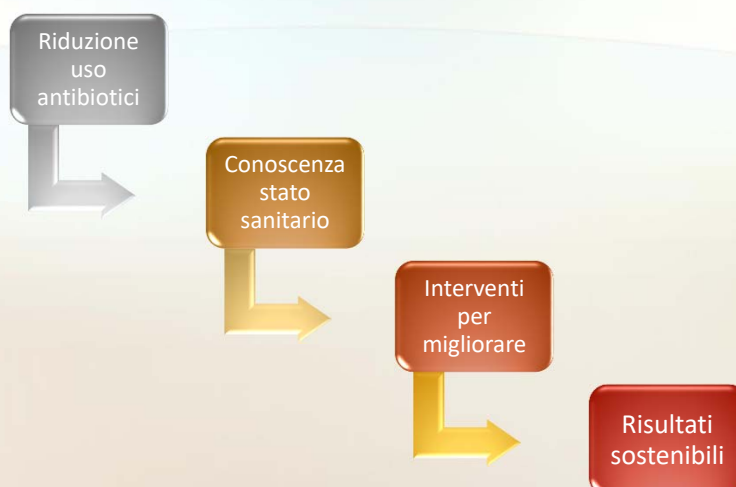 Riduzione
uso
antibiotici
Conoscenza
stato
sanitario
Interventi
per
migliorare
Risultati
sostenibili